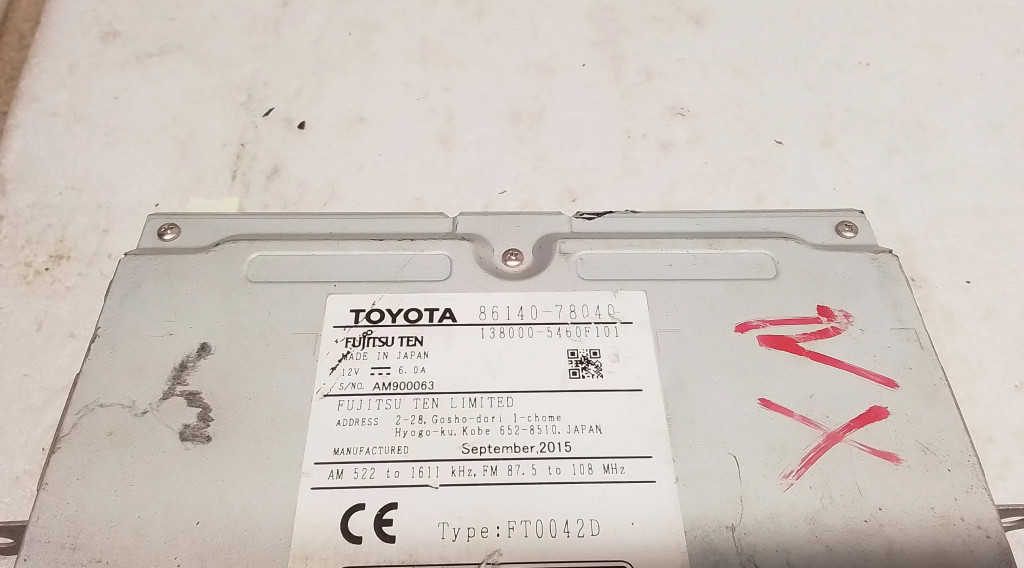 TOYOTA 86140-78040
138000-5460F101
FUJITSU TEN
MADE IN JAPAN
12V 6.0A
S/NO. AM900063
FUJITSU TEN LIMITED
ADDRESS 2-28, Gosho-dori 1-chome
Hyogo-ku, Kobe 652-8510, JAPAN
MANUFACTURED September,2015
AM 522 to 1611 kHz, FM 87.5 to 108 MHz
CE Type:FT0042D